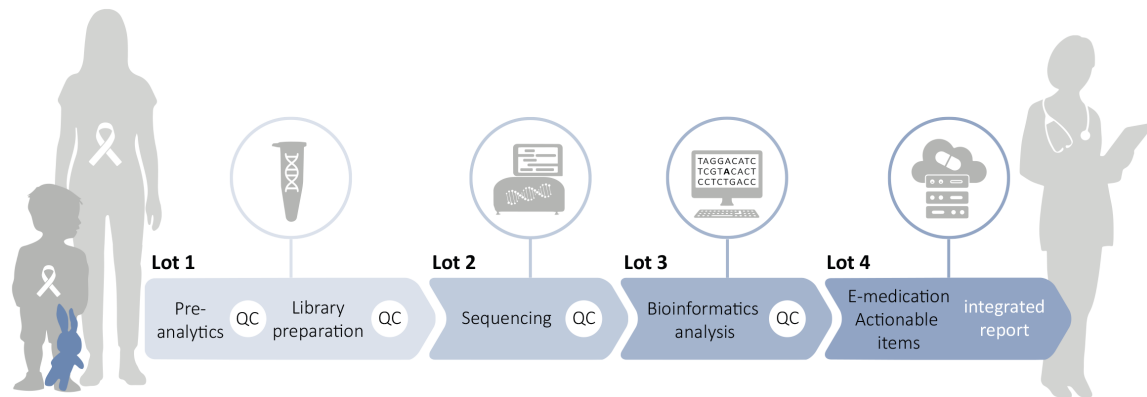 TAGGACATC
TCGTACACT
CCTCTGACC
Lot 1
Lot 2
Lot 3
Lot 4
Pre-
analytics
QC
Library
preparation
QC
Sequencing
QC
Bioinformatics
analysis
QC
E-medication
Actionable
items
integrated
report